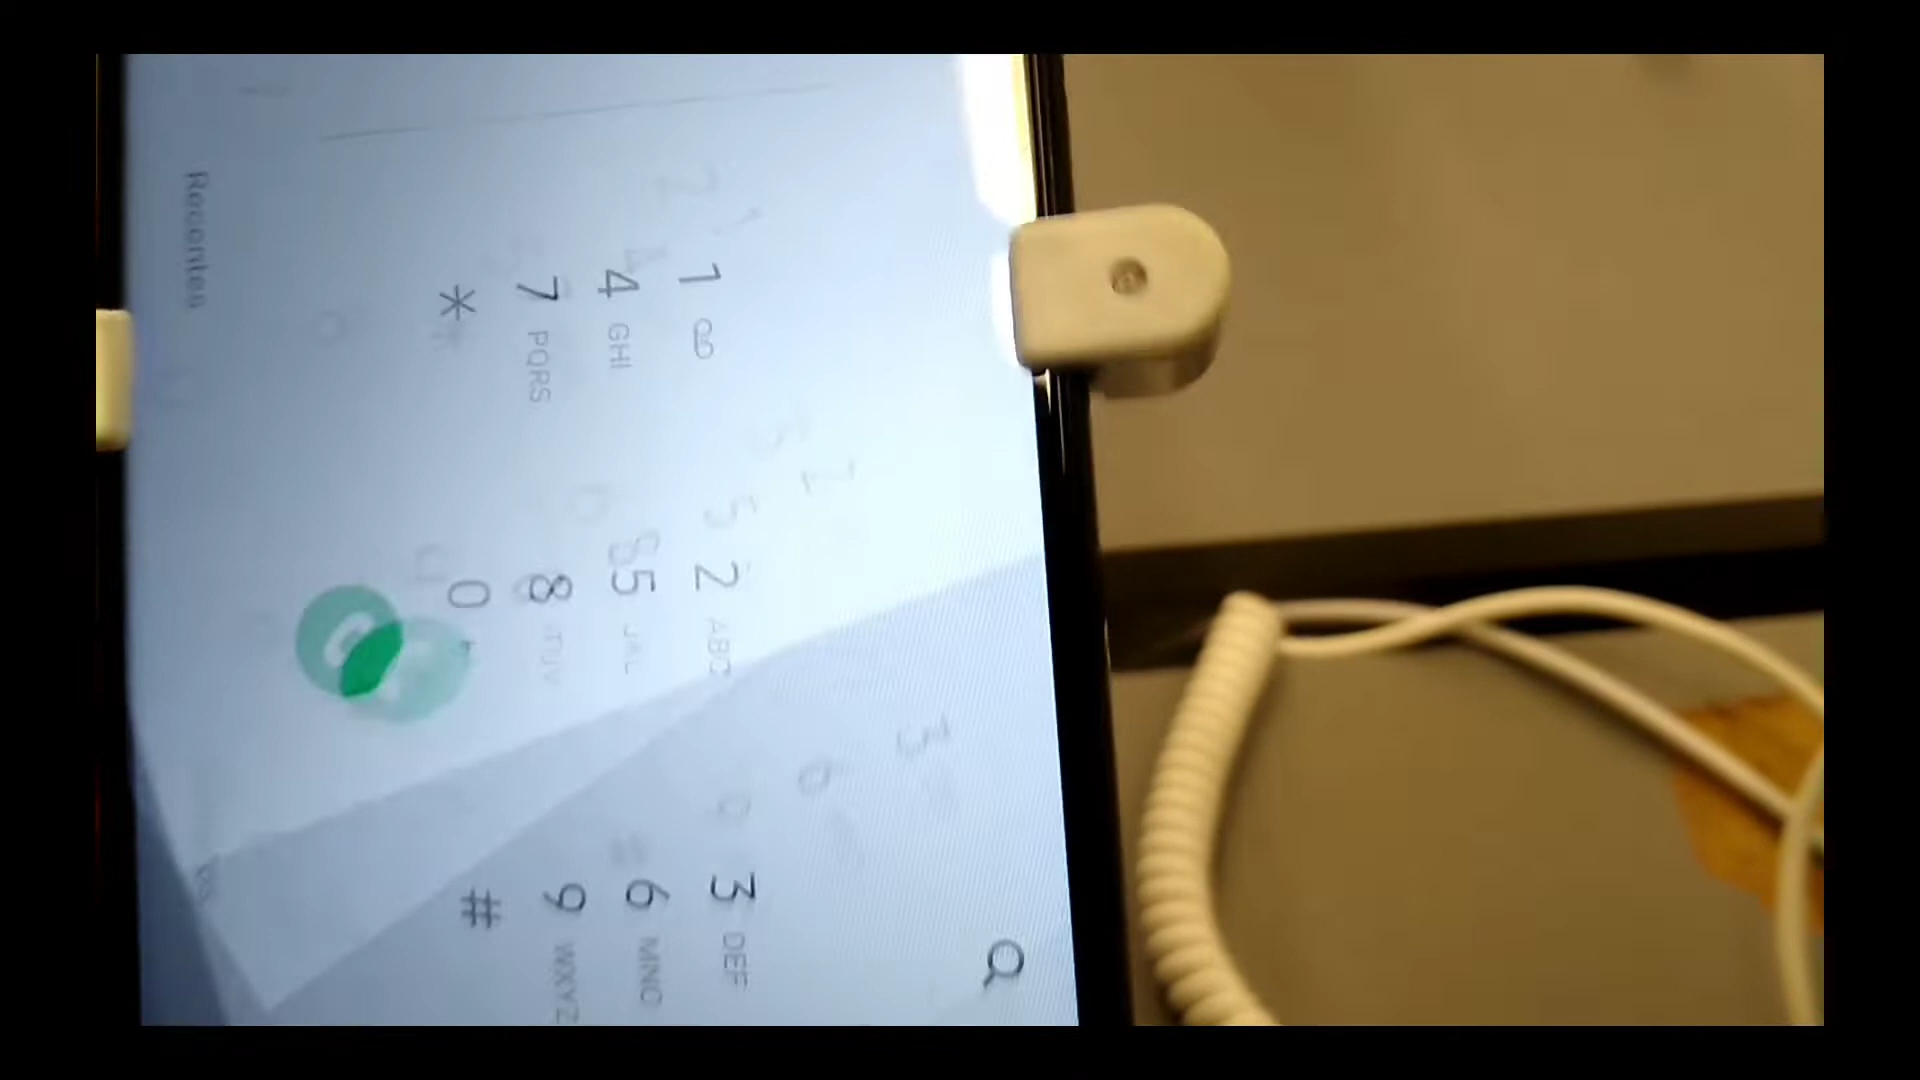 1
2 ABC
3 DEF
4 GHI
5 JKL
6 MNO
7 PQRS
8 TUV
9 WXYZ
*
0
#
Recentes